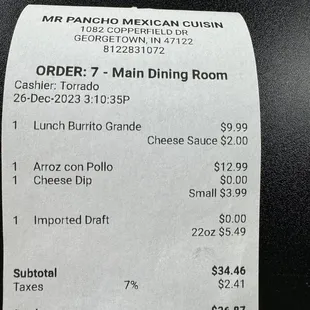 MR PANCHO MEXICAN CUISIN
1082 COPPERFIELD DR
GEORGETOWN, IN 47122
8122831072
ORDER: 7 - Main Dining Room
Cashier: Torrado
26-Dec-2023 3:10:35P
1 Lunch Burrito Grande $9.99
Cheese Sauce $2.00
1 Arroz con Pollo $12.99
1 Cheese Dip $0.00
Small $3.99
1 Imported Draft $0.00
22oz $5.49
Subtotal $34.46
Taxes 7% $2.41